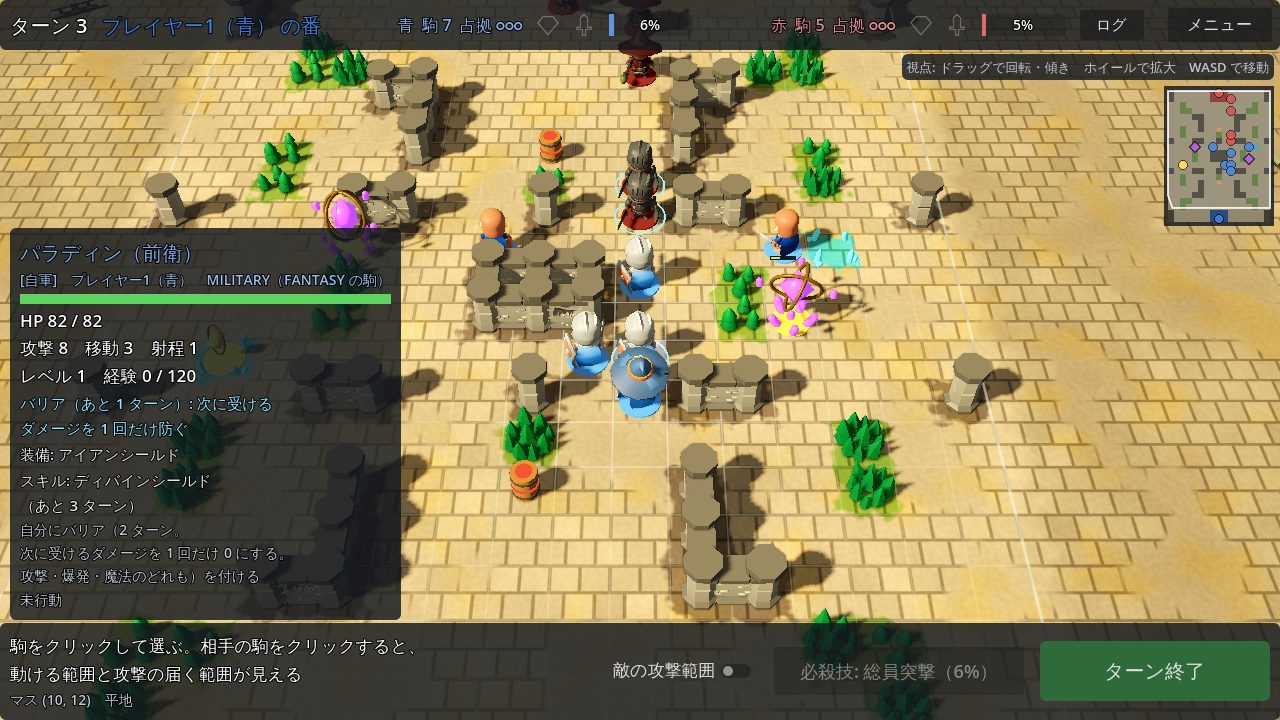 ターン 3 プレイヤー1（青）の番 青 駒 7 占拠 ooo 6% 赤 駒 5 占拠 ooo 5% ログ メニュー
視点: ドラッグで回転・傾き ホイールで拡大 WASD で移動
パラディン（前衛）
[自軍] プレイヤー1（青） MILITARY（FANTASY の駒）
HP 82 / 82
攻撃 8 移動 3 射程 1
レベル 1 経験 0 / 120
バリア（あと 1 ターン）: 次に受ける
ダメージを 1 回だけ防ぐ
装備: アイアンシールド
スキル: ディバインシールド
（あと 3 ターン）
自分にバリア（2 ターン。
次に受けるダメージを 1 回だけ 0 にする。
攻撃・爆発・魔法のどれも）を付ける
未行動
駒をクリックして選ぶ。相手の駒をクリックすると、
動ける範囲と攻撃の届く範囲が見える
マス (10, 12) 平地
敵の攻撃範囲
必殺技: 総員突撃（6%）
ターン終了